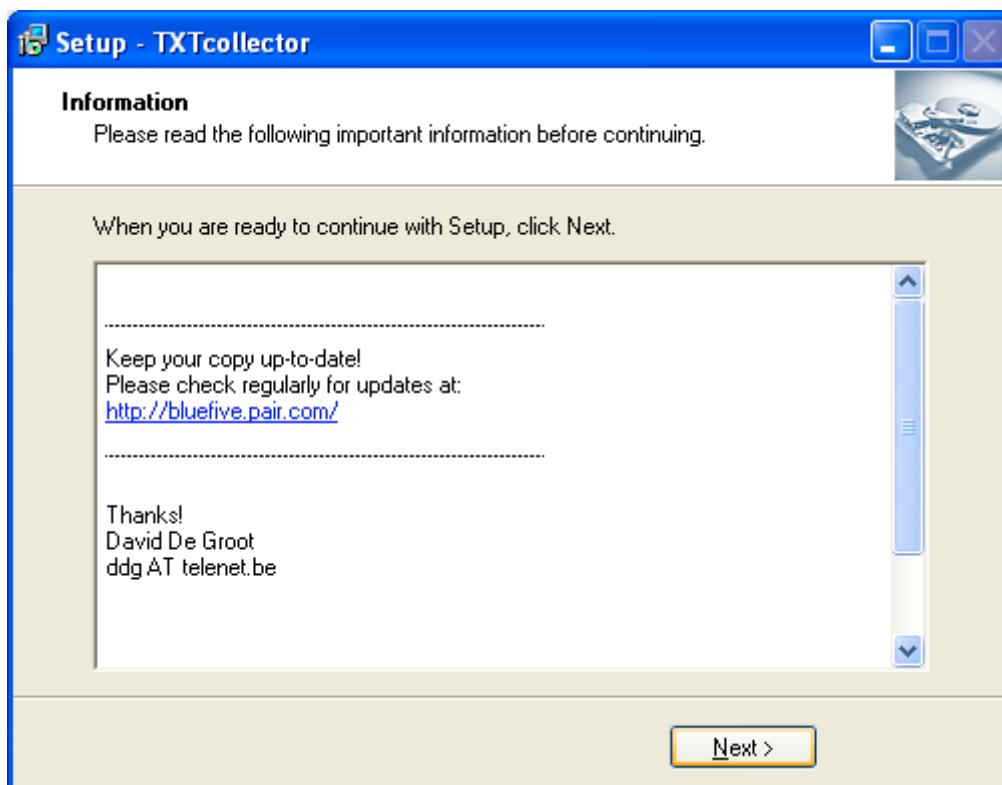 Setup - TXTcollector
Information
Please read the following important information before continuing.
When you are ready to continue with Setup, click Next.
Keep your copy up-to-date!
Please check regularly for updates at:
http://bluefive.pair.com/
Thanks!
David De Groot
ddg AT telenet.be
Next >